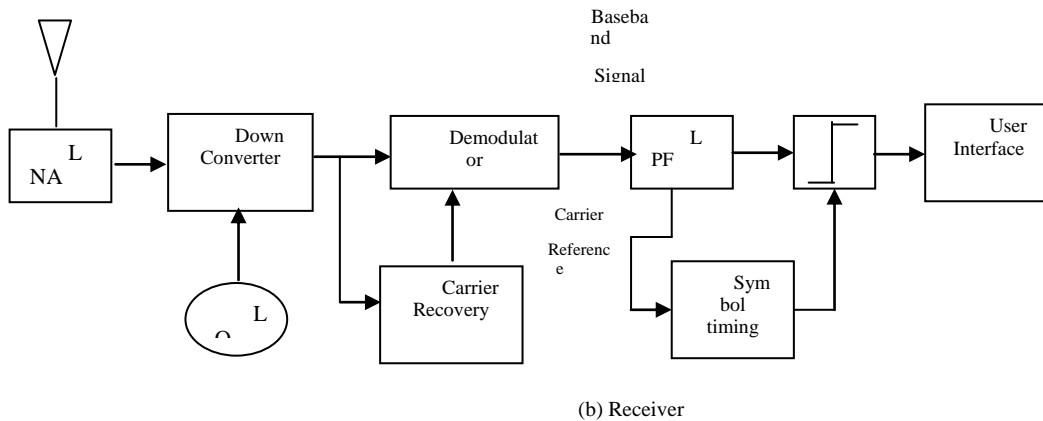 Baseba
nd
Signal
L
NA
Down
Converter
Demodulat
or
L
PF
User
Interface
Carrier
Referenc
e
L
O
Carrier
Recovery
Sym
bol
timing
(b) Receiver